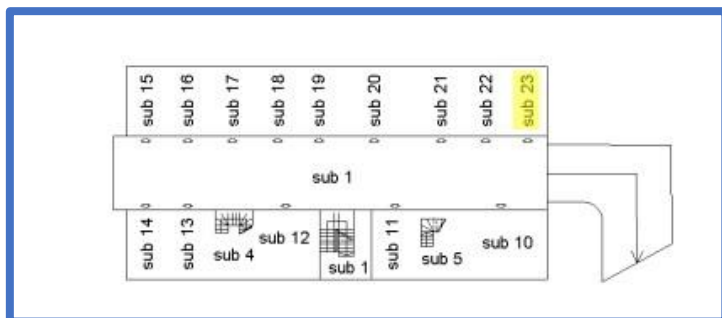 sub 15
sub 16
sub 17
sub 18
sub 19
sub 20
sub 21
sub 22
sub 23
sub 1
sub 14
sub 13
sub 4
sub 12
sub 1
sub 11
sub 5
sub 10